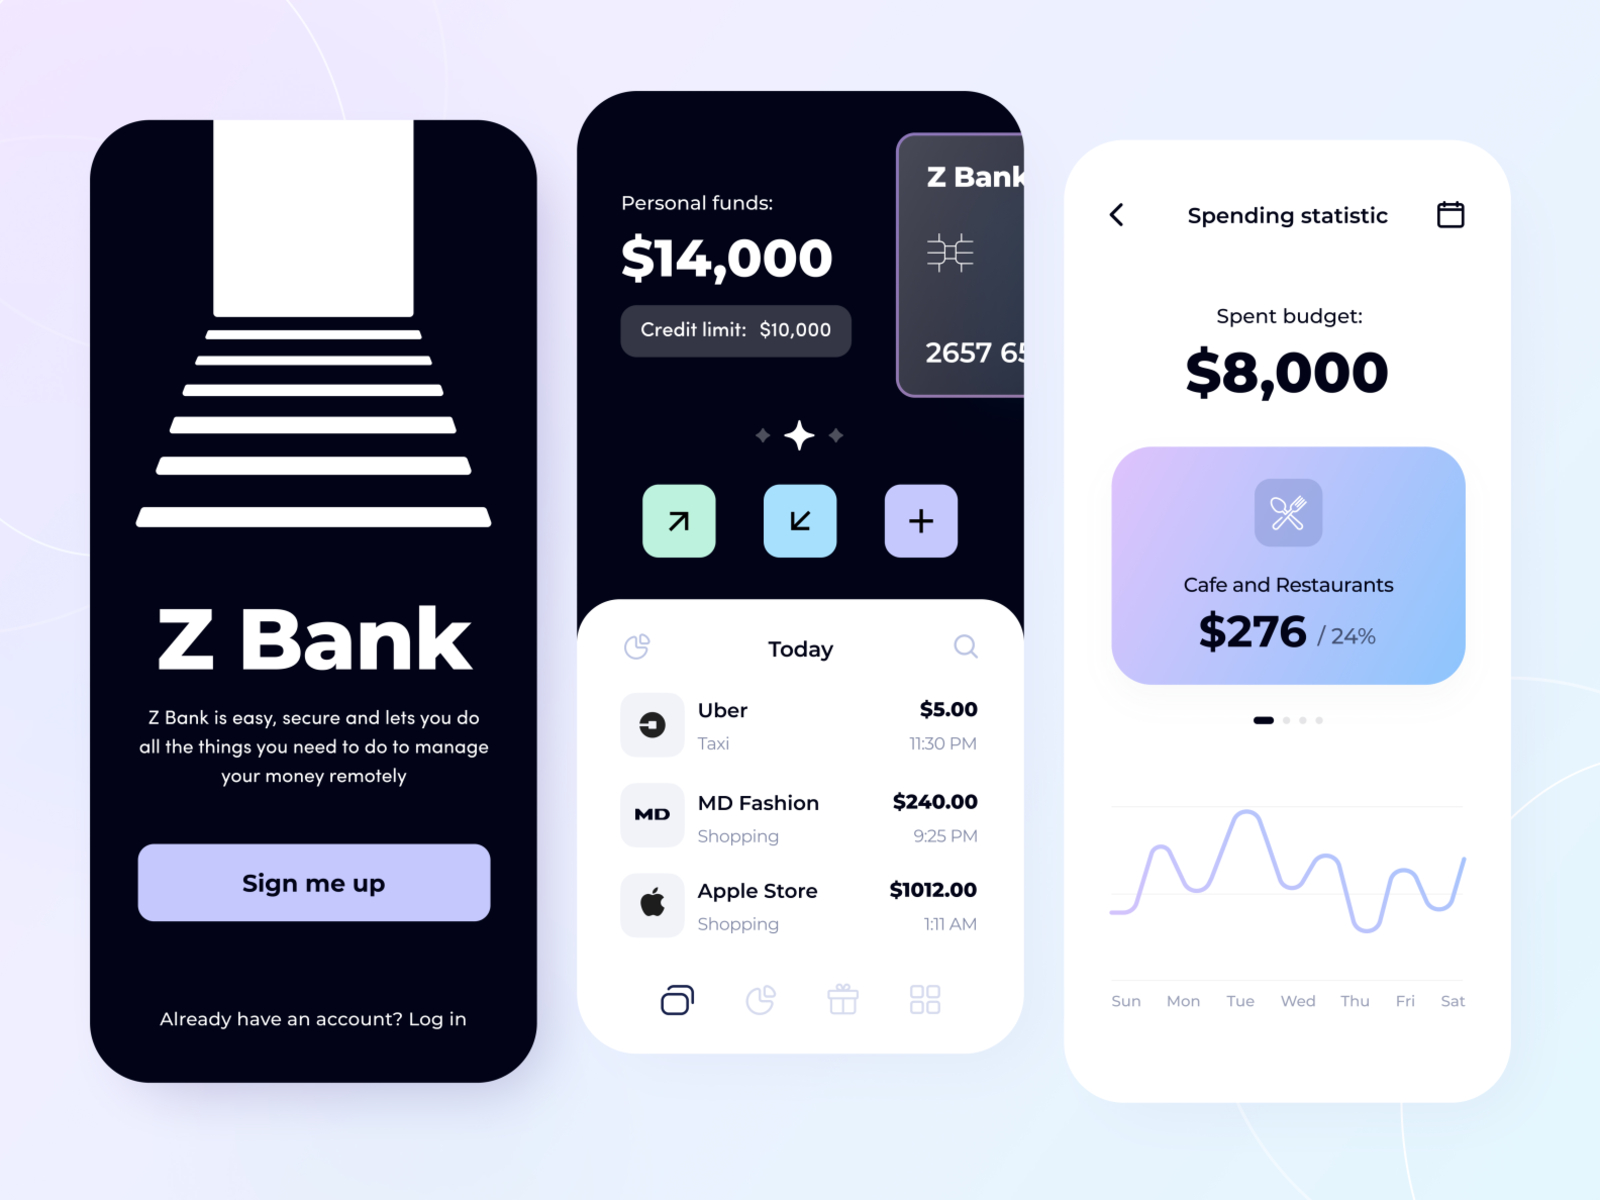 Z Bank
Z Bank is easy, secure and lets you do
all the things you need to do to manage
your money remotely
Sign me up
Already have an account? Log in
Personal funds:
$14,000
Credit limit: $10,000
Z Bank
2657 65
Today
Uber
$5.00
Taxi
11:30 PM
MD
MD Fashion
$240.00
Shopping
9:25 PM
Apple Store
$1012.00
Shopping
1:11 AM
Spending statistic
Spent budget:
$8,000
Cafe and Restaurants
$276 / 24%
Sun Mon Tue Wed Thu Fri Sat